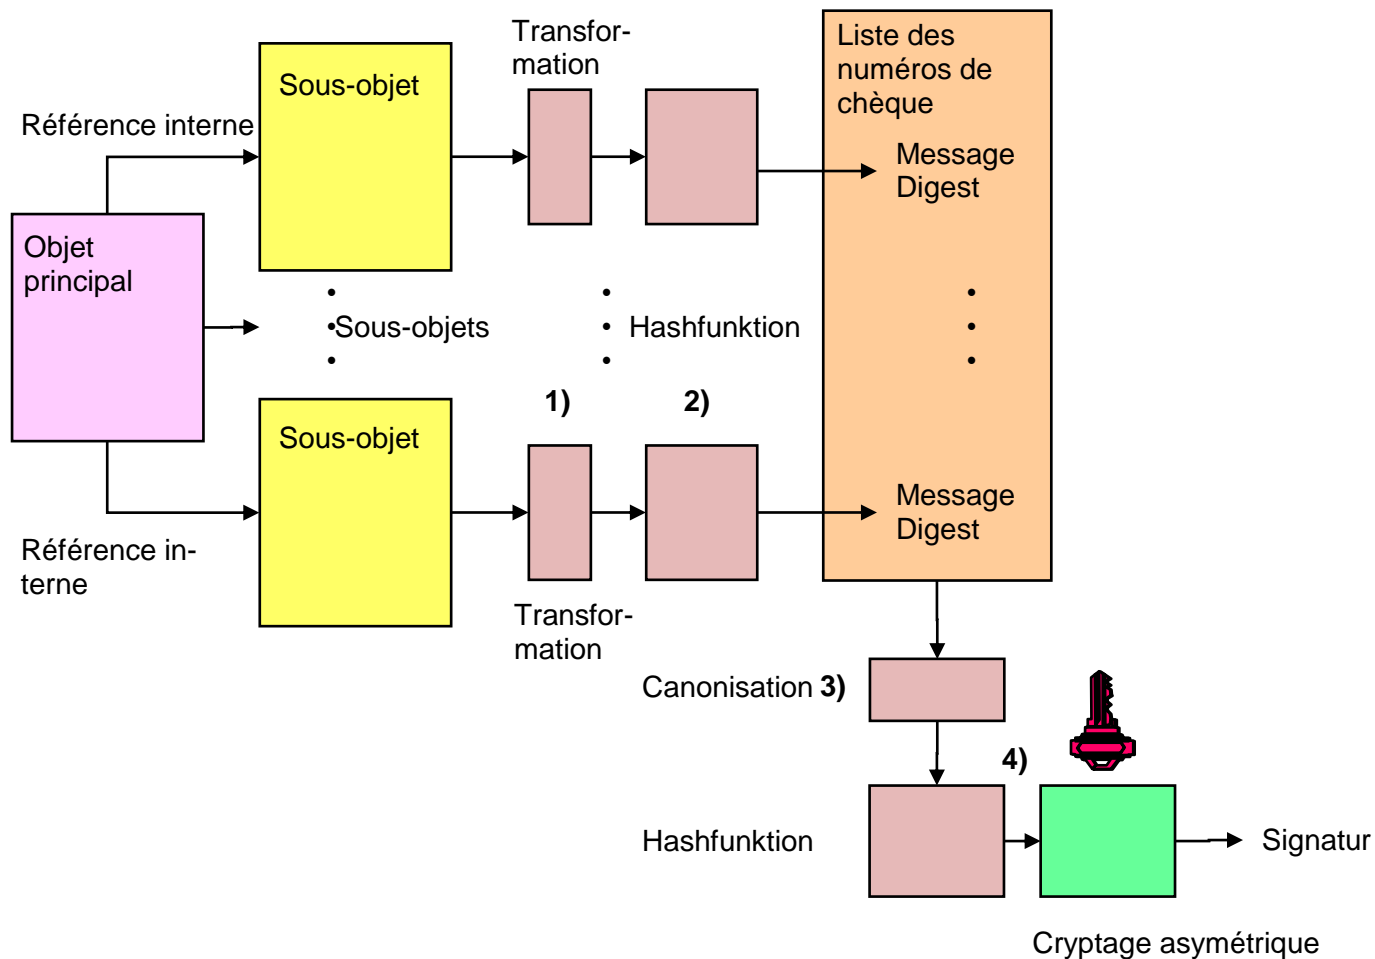 Transfor-
mation
Liste des
numéros de
chèque
Sous-objet
Référence interne
Message
Digest
Objet
principal
Sous-objets
Hashfunktion
1)
2)
Sous-objet
Message
Digest
Référence in-
terne
Transfor-
mation
Canonisation 3)
4)
Hashfunktion
Signatur
Cryptage asymétrique